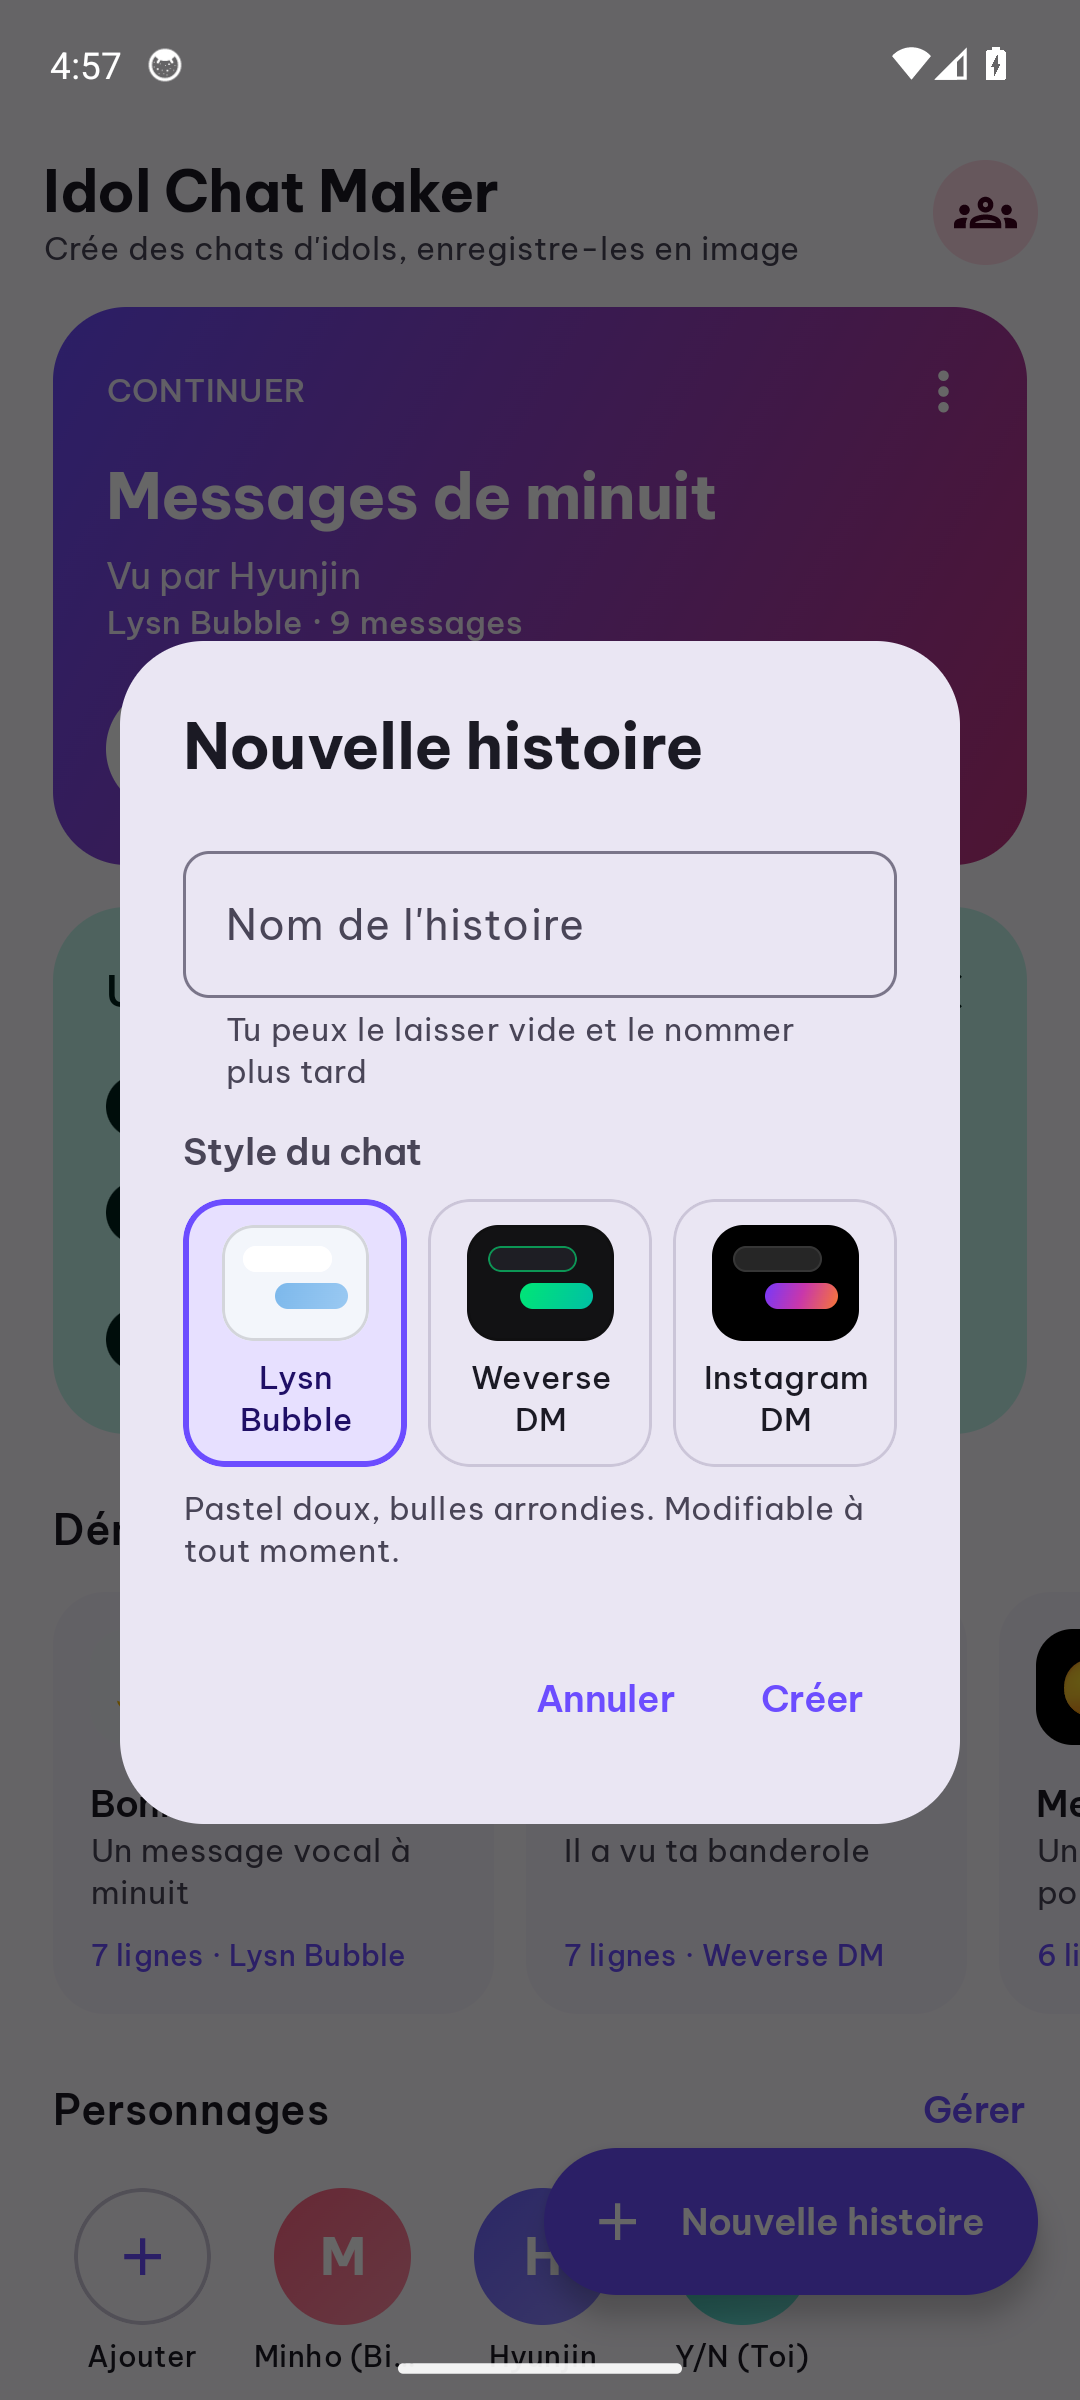 4:57
Idol Chat Maker
Crée des chats d'idols, enregistre-les en image
CONTINUER
Messages de minuit
Vu par Hyunjin
Lysn Bubble · 9 messages
Nouvelle histoire
Nom de l'histoire
Tu peux le laisser vide et le nommer
plus tard
Style du chat
Lysn
Bubble
Weverse
DM
Instagram
DM
Pastel doux, bulles arrondies. Modifiable à
tout moment.
Annuler
Créer
Un message vocal à
minuit
7 lignes · Lysn Bubble
Il a vu ta banderole
7 lignes · Weverse DM
Personnages
Gérer
M
H
Nouvelle histoire
Ajouter
Minho (Bi...
Hyunjin
Y/N (Toi)